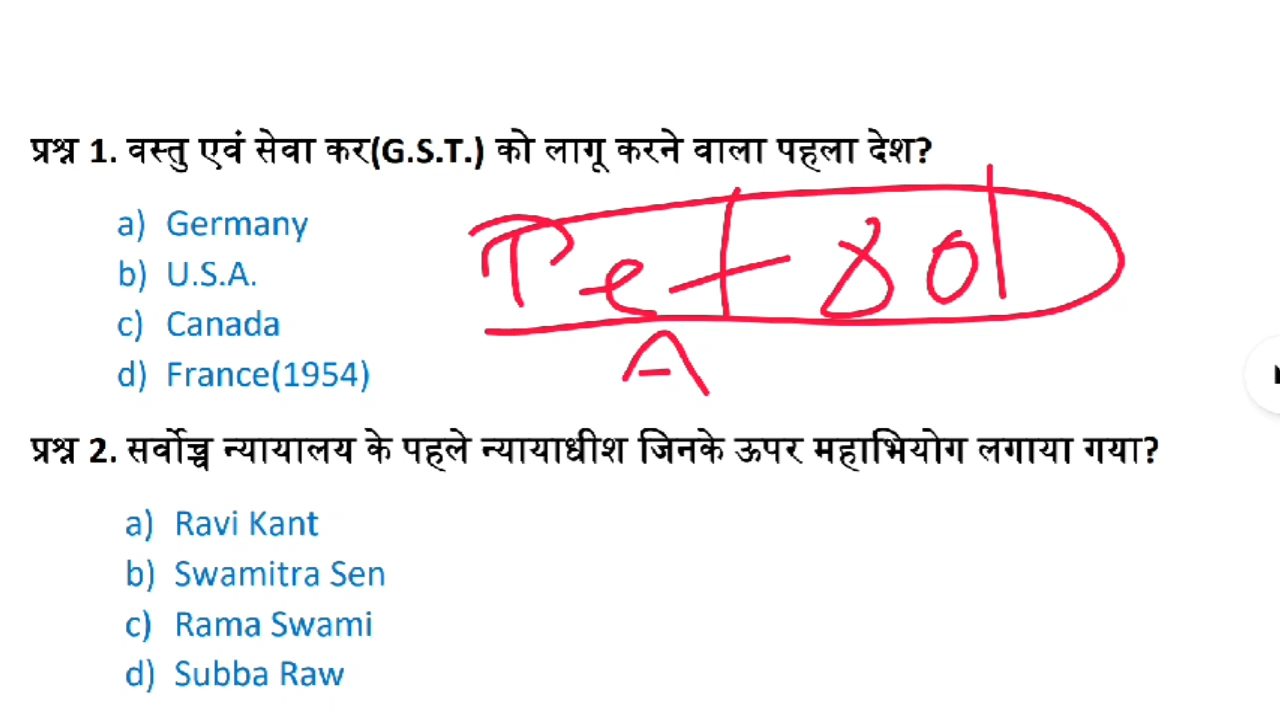 प्रश्न 1. वस्तु एवं सेवा कर(G.S.T.) को लागू करने वाला पहला देश?
a) Germany
b) U.S.A.
c) Canada
d) France(1954)
A
प्रश्न 2. सर्वोच्च न्यायालय के पहले न्यायाधीश जिनके ऊपर महाभियोग लगाया गया?
a) Ravi Kant
b) Swamitra Sen
c) Rama Swami
d) Subba Raw